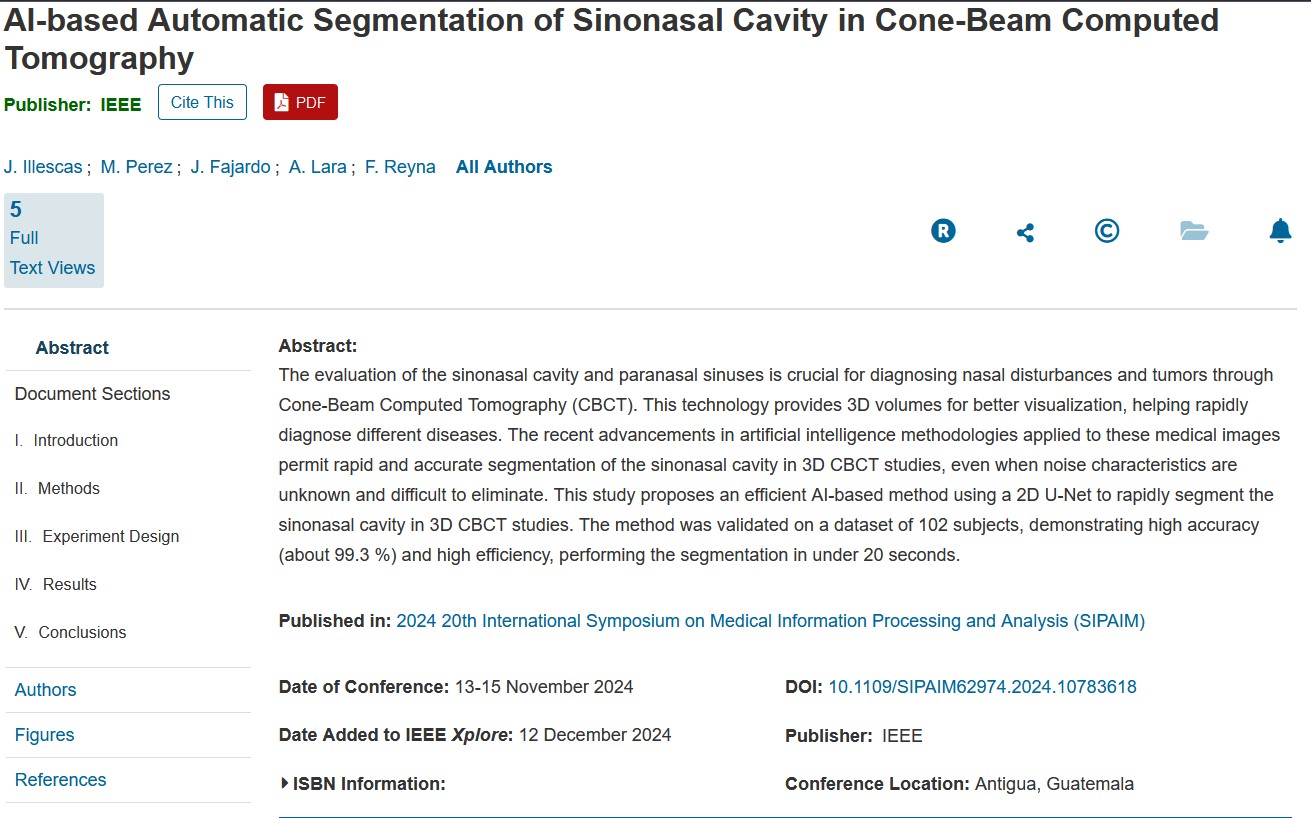 AI-based Automatic Segmentation of Sinonasal Cavity in Cone-Beam Computed
Tomography
Publisher: IEEE Cite This PDF
J. Illescas ; M. Perez ; J. Fajardo ; A. Lara ; F. Reyna All Authors
5
Full
Text Views
R
©
Abstract
Document Sections
I. Introduction
II. Methods
III. Experiment Design
IV. Results
V. Conclusions
Authors
Figures
References
Abstract:
The evaluation of the sinonasal cavity and paranasal sinuses is crucial for diagnosing nasal disturbances and tumors through
Cone-Beam Computed Tomography (CBCT). This technology provides 3D volumes for better visualization, helping rapidly
diagnose different diseases. The recent advancements in artificial intelligence methodologies applied to these medical images
permit rapid and accurate segmentation of the sinonasal cavity in 3D CBCT studies, even when noise characteristics are
unknown and difficult to eliminate. This study proposes an efficient AI-based method using a 2D U-Net to rapidly segment the
sinonasal cavity in 3D CBCT studies. The method was validated on a dataset of 102 subjects, demonstrating high accuracy
(about 99.3 %) and high efficiency, performing the segmentation in under 20 seconds.
Published in: 2024 20th International Symposium on Medical Information Processing and Analysis (SIPAIM)
Date of Conference: 13-15 November 2024
DOI: 10.1109/SIPAIM62974.2024.10783618
Date Added to IEEE Xplore: 12 December 2024
Publisher: IEEE
ISBN Information:
Conference Location: Antigua, Guatemala